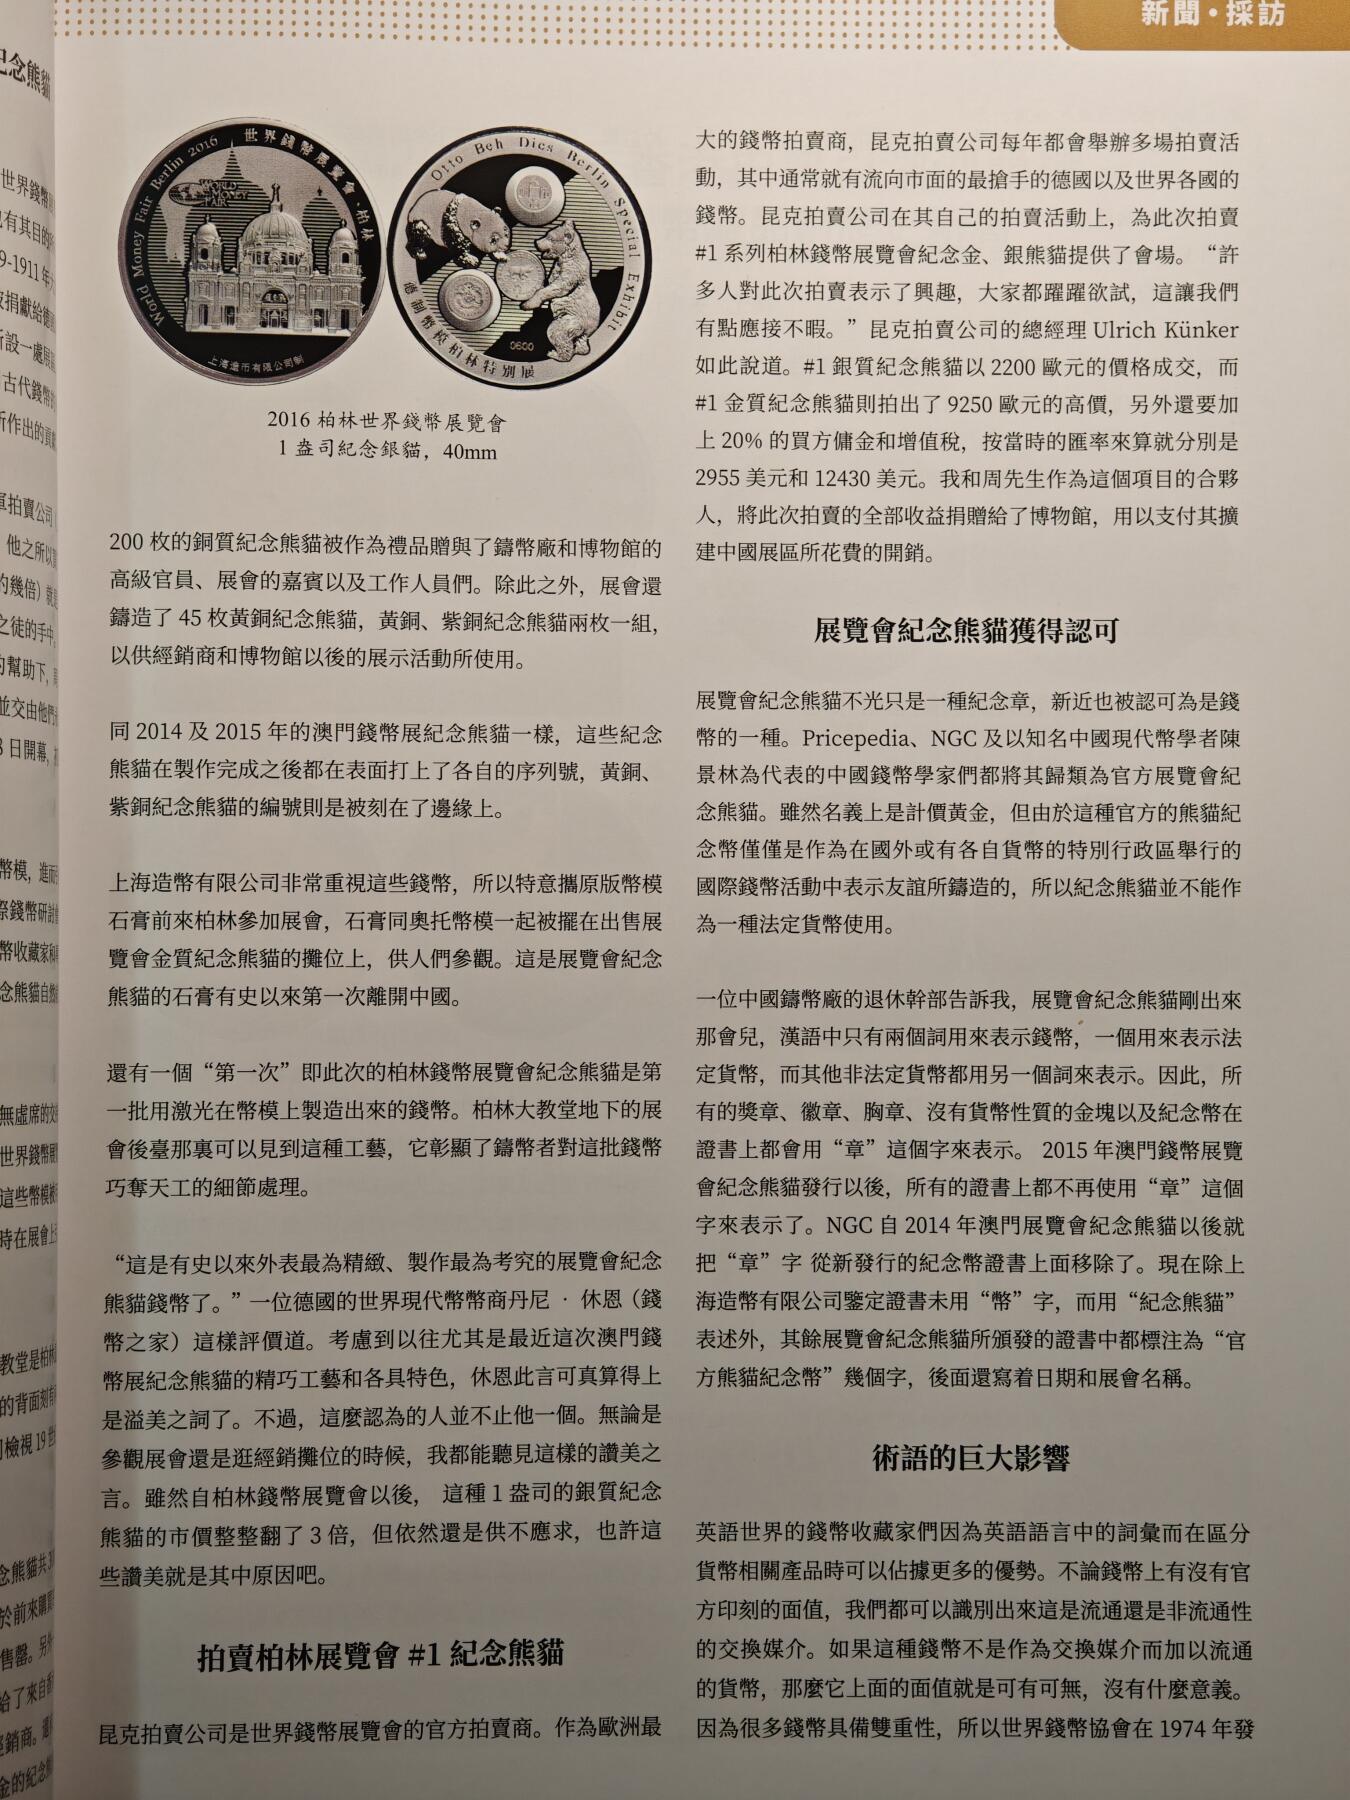 新聞·採訪
World Money Fair Berlin 2016 世界錢幣展覽會·柏林
WORLD MONEY FAIR
上海造币有限公司制
Otto Beh Dies Berlin Special Exhibit
0600
2016 柏林世界錢幣展覽會
1 盎司紀念銀貓，40mm
200 枚的銅質紀念熊貓被作為禮品贈與了鑄幣廠和博物館的
高級官員、展會的嘉賓以及工作人員們。除此之外，展會還
鑄造了 45 枚黃銅紀念熊貓，黃銅、紫銅紀念熊貓兩枚一組，
以供經銷商和博物館以後的展示活動所使用。
同 2014 及 2015 年的澳門錢幣展紀念熊貓一樣，這些紀念
熊貓在製作完成之後都在表面打上了各自的序列號，黃銅、
紫銅紀念熊貓的編號則是被刻在了邊緣上。
上海造幣有限公司非常重視這些錢幣，所以特意攜原版幣模
石膏前來柏林參加展會，石膏同奧托幣模一起被擺在出售展
覽會金質紀念熊貓的攤位上，供人們參觀。這是展覽會紀念
熊貓的石膏有史以來第一次離開中國。
還有一個“第一次”即此次的柏林錢幣展覽會紀念熊貓是第
一批用激光在幣模上製造出來的錢幣。柏林大教堂地下的展
會後臺那裏可以見到這種工藝，它彰顯了鑄幣者對這批錢幣
巧奪天工的細節處理。
“這是有史以來外表最為精緻、製作最為考究的展覽會紀念
熊貓錢幣了。”一位德國的世界現代幣幣商丹尼 · 休恩（錢
幣之家）這樣評價道。考慮到以往尤其是最近這次澳門錢
幣展紀念熊貓的精巧工藝和各具特色，休恩此言可真算得上
是溢美之詞了。不過，這麼認為的人並不止他一個。無論是
參觀展會還是逛經銷攤位的時候，我都能聽見這樣的讚美之
言。雖然自柏林錢幣展覽會以後， 這種 1 盎司的銀質紀念
熊貓的市價整整翻了 3 倍，但依然還是供不應求，也許這
些讚美就是其中原因吧。
拍賣柏林展覽會 #1 紀念熊貓
昆克拍賣公司是世界錢幣展覽會的官方拍賣商。作為歐洲最
大的錢幣拍賣商，昆克拍賣公司每年都會舉辦多場拍賣活
動，其中通常就有流向市面的最搶手的德國以及世界各國的
錢幣。昆克拍賣公司在其自己的拍賣活動上，為此次拍賣
#1 系列柏林錢幣展覽會紀念金、銀熊貓提供了會場。“許
多人對此次拍賣表示了興趣，大家都躍躍欲試，這讓我們
有點應接不暇。”昆克拍賣公司的總經理 Ulrich Künker
如此說道。#1 銀質紀念熊貓以 2200 歐元的價格成交，而
#1 金質紀念熊貓則拍出了 9250 歐元的高價，另外還要加
上 20% 的買方傭金和增值稅，按當時的匯率來算就分別是
2955 美元和 12430 美元。我和周先生作為這個項目的合夥
人，將此次拍賣的全部收益捐贈給了博物館，用以支付其擴
建中國展區所花費的開銷。
展覽會紀念熊貓獲得認可
展覽會紀念熊貓不光只是一種紀念章，新近也被認可為是錢
幣的一種。Pricepedia、NGC 及以知名中國現代幣學者陳
景林為代表的中國錢幣學家們都將其歸類為官方展覽會紀
念熊貓。雖然名義上是計價黃金，但由於這種官方的熊貓紀
念幣僅僅是作為在國外或有各自貨幣的特別行政區舉行的
國際錢幣活動中表示友誼所鑄造的，所以紀念熊貓並不能作
為一種法定貨幣使用。
一位中國鑄幣廠的退休幹部告訴我，展覽會紀念熊貓剛出來
那會兒，漢語中只有兩個詞用來表示錢幣，一個用來表示法
定貨幣，而其他非法定貨幣都用另一個詞來表示。因此，所
有的獎章、徽章、胸章、沒有貨幣性質的金塊以及紀念幣在
證書上都會用“章”這個字來表示。 2015 年澳門錢幣展覽
會紀念熊貓發行以後，所有的證書上都不再使用“章”這個
字來表示了。NGC 自 2014 年澳門展覽會紀念熊貓以後就
把“章”字 從新發行的紀念幣證書上面移除了。現在除上
海造幣有限公司鑒定證書未用“幣”字，而用“紀念熊貓”
表述外，其餘展覽會紀念熊貓所頒發的證書中都標注為“官
方熊貓紀念幣”幾個字，後面還寫着日期和展會名稱。
術語的巨大影響
英語世界的錢幣收藏家們因為英語語言中的詞彙而在區分
貨幣相關產品時可以佔據更多的優勢。不論錢幣上有沒有官
方印刻的面值，我們都可以識別出來這是流通還是非流通性
的交換媒介。如果這種錢幣不是作為交換媒介而加以流通
的貨幣，那麼它上面的面值就是可有可無，沒有什麼意義。
因為很多錢幣具備雙重性，所以世界錢幣協會在 1974 年發